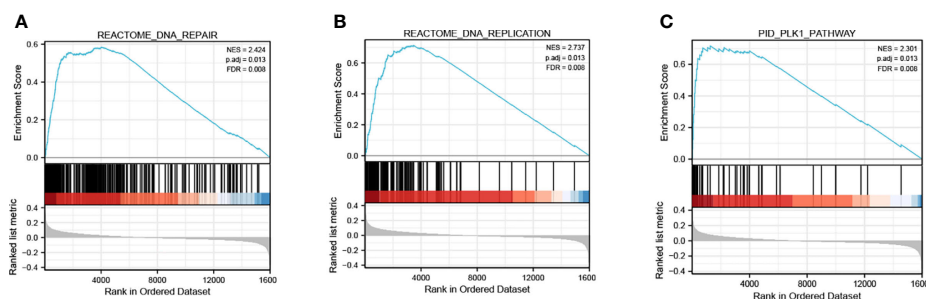 A
REACTOME_DNA_REPAIR
NES = 2.424
p.adj = 0.013
FDR = 0.008
Enrichment Score
0.6
0.4
0.2
0.0
Ranked list metric
0.4
0.2
0.0
−0.2
−0.4
4000 8000 12000 1600
Rank in Ordered Dataset
B
REACTOME_DNA_REPLICATION
NES = 2.737
p.adj = 0.013
FDR = 0.008
Enrichment Score
0.6
0.4
0.2
0.0
Ranked list metric
0.4
0.2
0.0
−0.2
−0.4
4000 8000 12000 1600
Rank in Ordered Dataset
C
PID_PLK1_PATHWAY
NES = 2.301
p.adj = 0.013
FDR = 0.008
Enrichment Score
0.6
0.4
0.2
0.0
Ranked list metric
0.4
0.2
0.0
−0.2
−0.4
4000 8000 12000 1600
Rank in Ordered Dataset